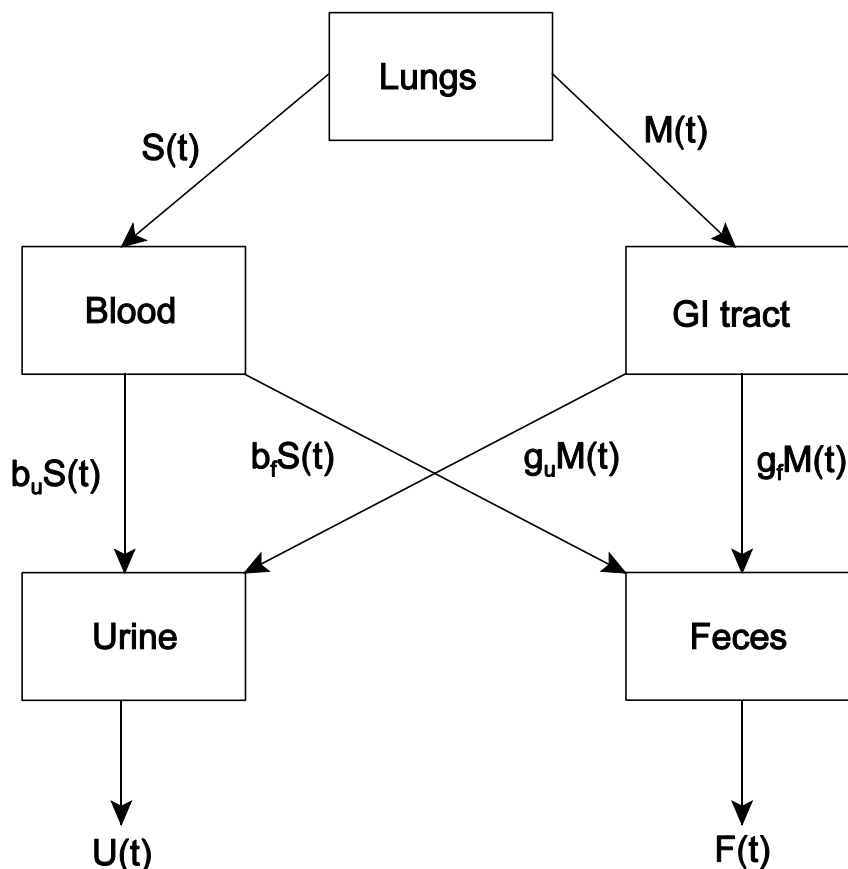 Lungs
S(t)
M(t)
Blood
GI tract
bᵤS(t)
b_fS(t)
gᵤM(t)
g_fM(t)
Urine
Feces
U(t)
F(t)